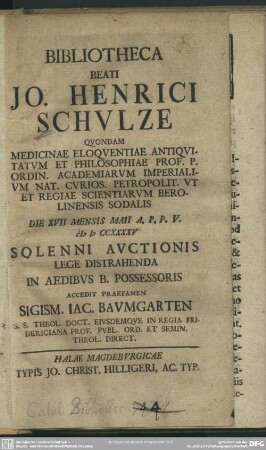 BIBLIOTHECA
BEATI
JO. HENRICI
SCHVLZE
QVONDAM
MEDICINAE ELOQVENTIAE ANTIQVI-
TATVM ET PHILOSOPHIAE PROF. P.
ORDIN. ACADEMIARVM IMPERIALI-
VM NAT. CVRIOS. PETROPOLIT. VT
ET REGIAE SCIENTIARVM BERO-
LINENSIS SODALIS
DIE XVII MENSIS MAII A. P. P. V.
CCXXXXV
SOLENNI AVCTIONIS
LEGE DISTRAHENDA
IN AEDIBVS B. POSSESSORIS
ACCEDIT PRAEFAMEN
SIGISM. IAC. BAVMGARTEN
S. S. THEOL. DOCT. EIVSDEMQVE IN REGIA FRI-
DERICIANA PROF. PVBL. ORD. ET SEMIN.
THEOL. DIRECT.
HALAE MAGDEBVRGICAE
TYPIS JO. CHRIST. HILLIGERI, AC. TYP.